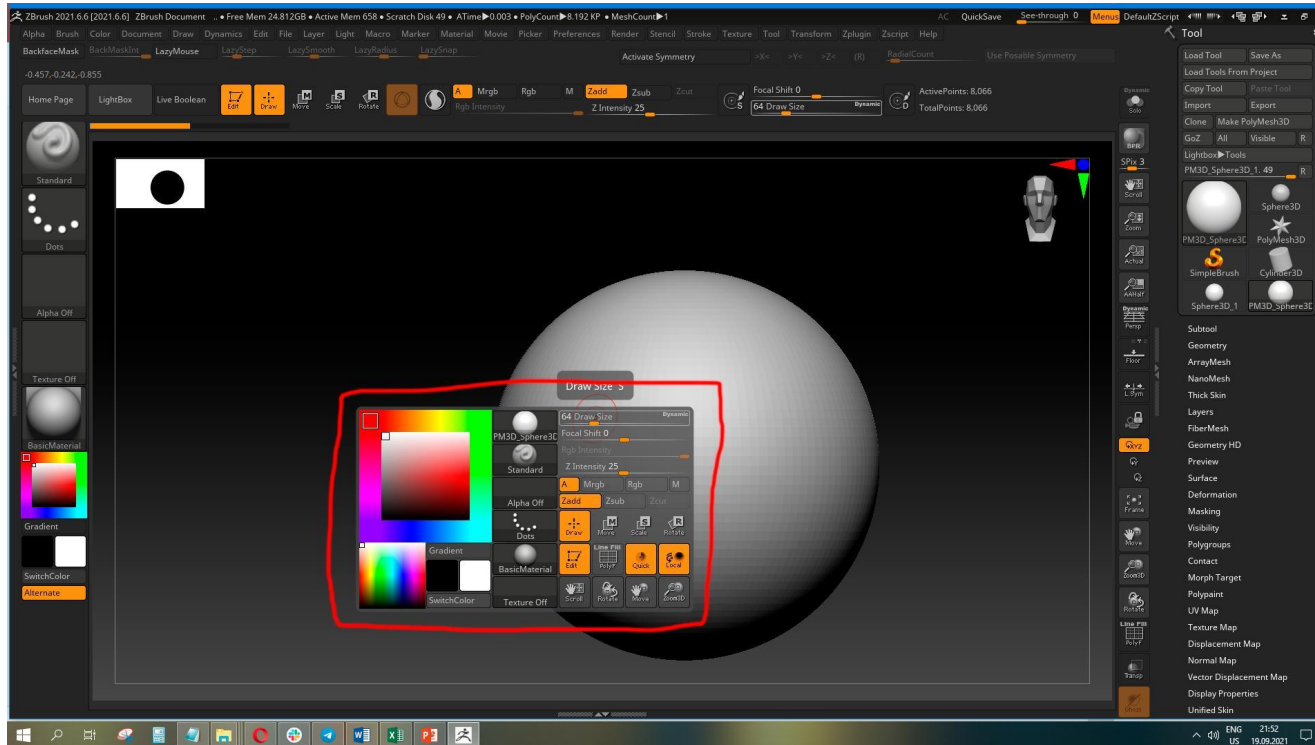 ZBrush 2021.6.6 [2021.6.6] ZBrush Document .. • Free Mem 24.812GB • Active Mem 658 • Scratch Disk 49 • ATime▶0.003 • PolyCount▶8.192 KP • MeshCount▶1 AC QuickSave See-through 0 Menus DefaultZScript
Alpha Brush Color Document Draw Dynamics Edit File Layer Light Macro Marker Material Movie Picker Preferences Render Stencil Stroke Texture Tool Transform Zplugin Zscript Help
BackfaceMask BackMaskInt LazyMouse LazyStep LazySmooth LazyRadius LazySnap
Activate Symmetry >X< >Y< >Z< (R) RadialCount Use Posable Symmetry
-0.457,-0.242,-0.855
Home Page LightBox Live Boolean Edit Draw Move Scale Rotate
A Mrgb Rgb M Zadd Zsub Zcut
Rgb Intensity Z Intensity 25
S Focal Shift 0
64 Draw Size Dynamic
D ActivePoints: 8,066
TotalPoints: 8,066
Standard
Dots
Alpha Off
Texture Off
BasicMaterial
Gradient
SwitchColor
Alternate
Draw Size S
PM3D_Sphere3D
Standard
Alpha Off
Dots
BasicMaterial
Texture Off
Gradient
SwitchColor
64 Draw Size Dynamic
Focal Shift 0
Rgb Intensity
Z Intensity 25
A Mrgb Rgb M
Zadd Zsub Zcut
Draw Move Scale Rotate
Line Fill
Edit PolyF Quick Local
Scroll Rotate Move Zoom3D
Dynamic
Solo
BPR
SPix 3
Scroll
Zoom
Actual
AAHalf
Dynamic
Persp
Floor
L.Sym
Qxyz
Frame
Move
Zoom3D
Rotate
Line Fill
PolyF
Transp
Ghost
Tool
Load Tool Save As
Load Tools From Project
Copy Tool Paste Tool
Import Export
Clone Make PolyMesh3D
GoZ All Visible R
Lightbox▶Tools
PM3D_Sphere3D_1. 49 R
Sphere3D
PM3D_Sphere3D PolyMesh3D
SimpleBrush Cylinder3D
Sphere3D_1 PM3D_Sphere3D
Subtool
Geometry
ArrayMesh
NanoMesh
Thick Skin
Layers
FiberMesh
Geometry HD
Preview
Surface
Deformation
Masking
Visibility
Polygroups
Contact
Morph Target
Polypaint
UV Map
Texture Map
Displacement Map
Normal Map
Vector Displacement Map
Display Properties
Unified Skin
ENG 21:52
US 19.09.2021